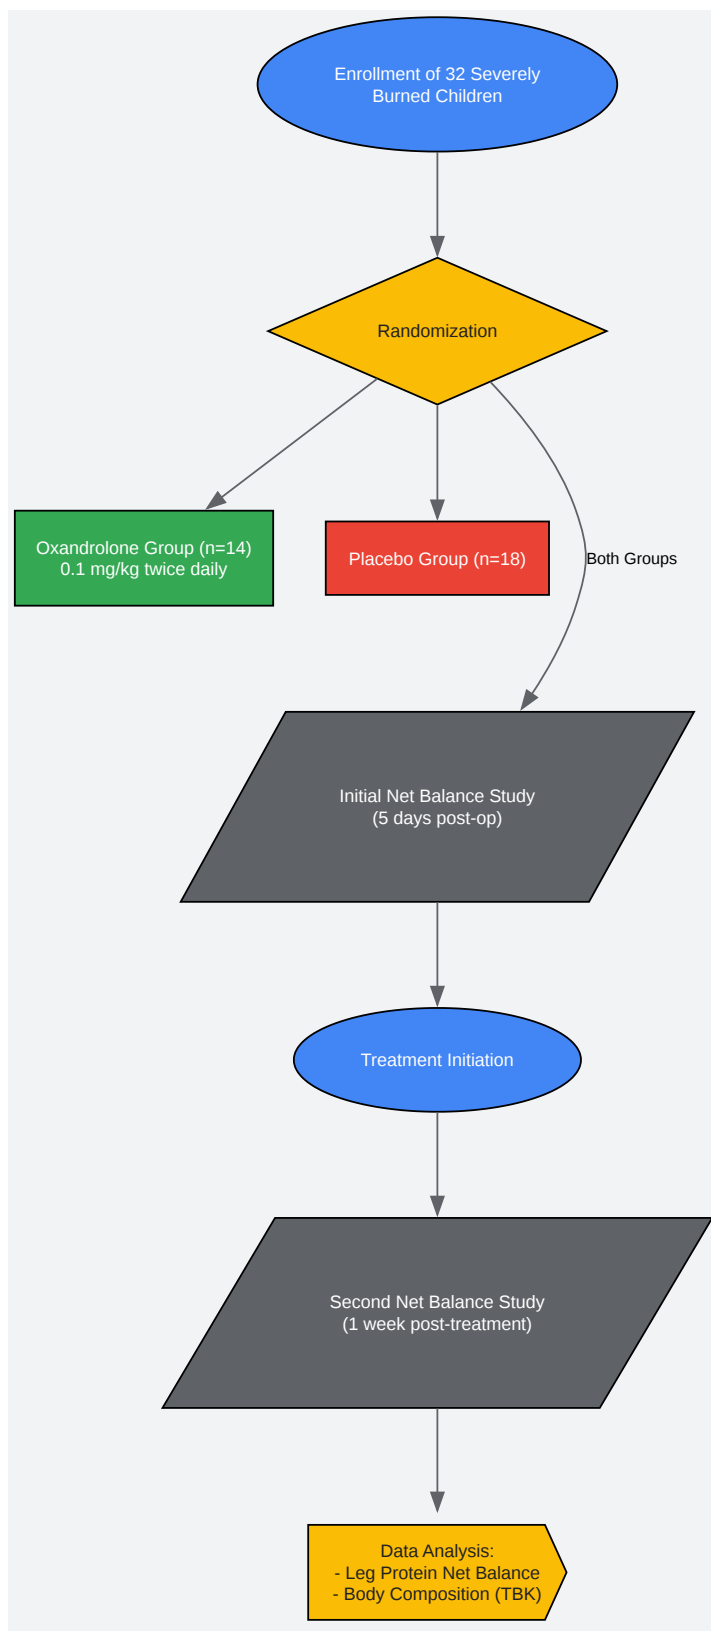 Enrollment of 32 Severely
Burned Children
Randomization
Oxandrolone Group (n=14)
0.1 mg/kg twice daily
Placebo Group (n=18)
Both Groups
Initial Net Balance Study
(5 days post-op)
Treatment Initiation
Second Net Balance Study
(1 week post-treatment)
Data Analysis:
- Leg Protein Net Balance
- Body Composition (TBK)